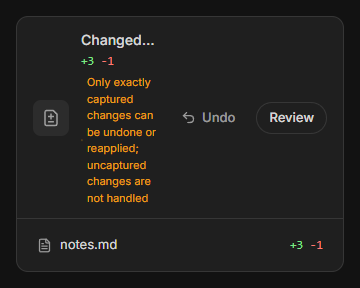 Changed...
+3 -1
Only exactly
captured
changes can
be undone or
reapplied;
uncaptured
changes are
not handled
Undo
Review
notes.md
+3 -1